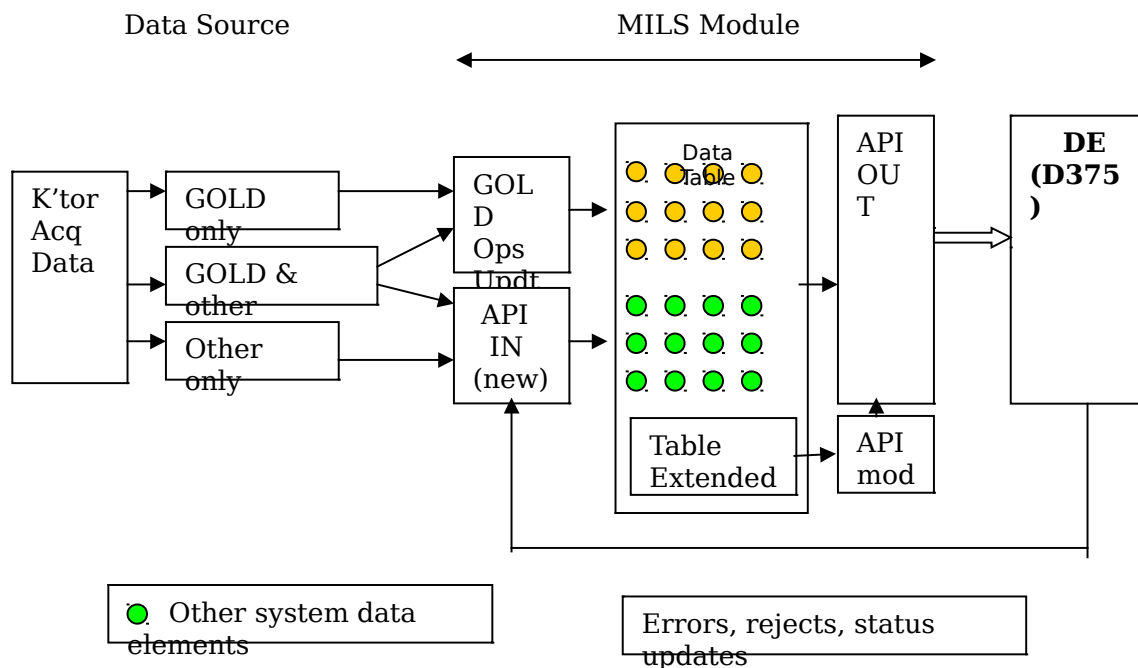 Data Source
MILS Module
K'tor
Acq
Data
GOLD
only
GOLD &
other
Other
only
GOL
D
Ops
Updt
API
IN
(new)
Data
Table
Table
Extended
API
OU
T
API
mod
DE
(D375
)
Other system data
elements
Errors, rejects, status
updates